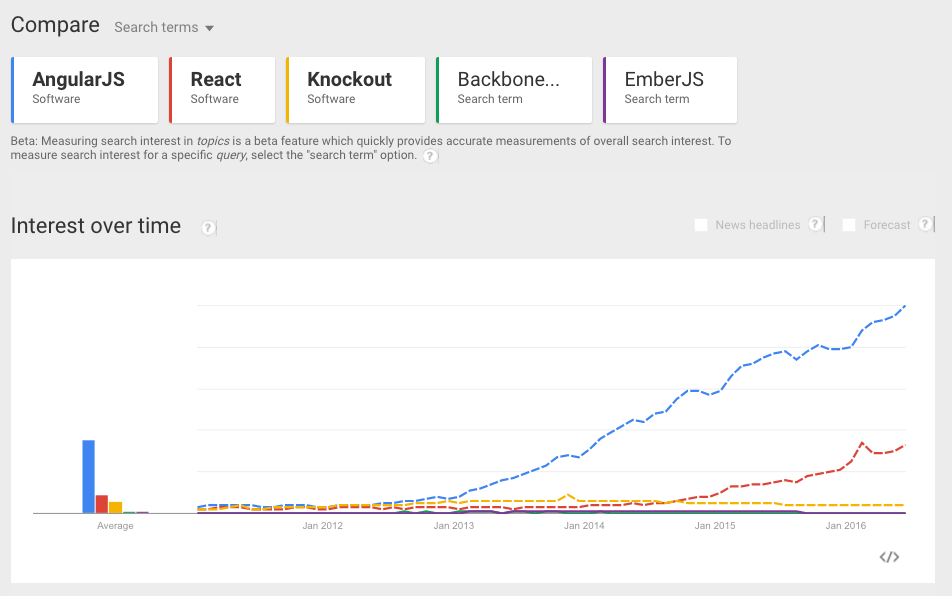 Compare Search terms
AngularJS
Software
React
Software
Knockout
Software
Backbone...
Search term
EmberJS
Search term
Beta: Measuring search interest in topics is a beta feature which quickly provides accurate measurements of overall search interest. To
measure search interest for a specific query, select the "search term" option. ?
Interest over time ?
News headlines ?
Forecast ?
Average
Jan 2012
Jan 2013
Jan 2014
Jan 2015
Jan 2016
</>